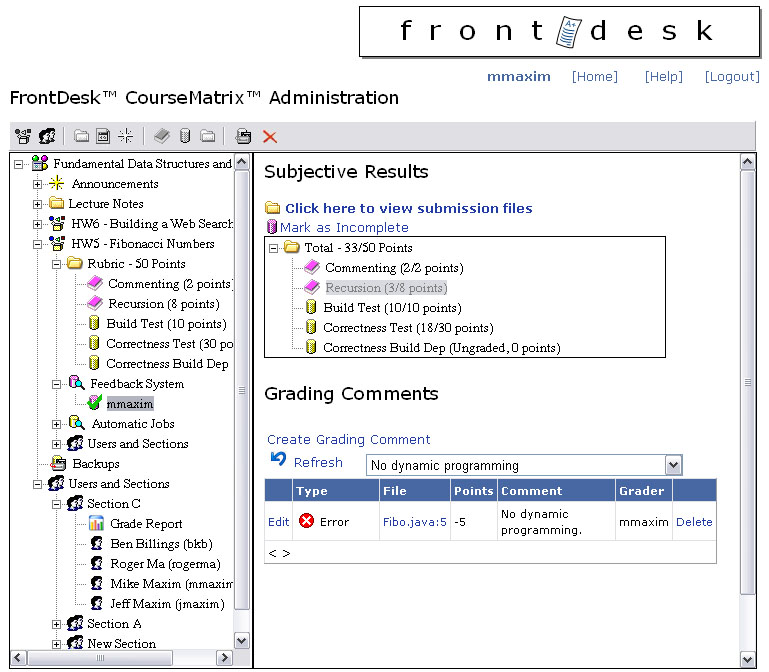 frontdesk
A+
mmaxim [Home] [Help] [Logout]
FrontDesk™ CourseMatrix™ Administration
Fundamental Data Structures and
Announcements
Lecture Notes
HW6 - Building a Web Search
HW5 - Fibonacci Numbers
Rubric - 50 Points
Commenting (2 points)
Recursion (8 points)
Build Test (10 points)
Correctness Test (30 po
Correctness Build Dep
Feedback System
mmaxim
Automatic Jobs
Users and Sections
Backups
Users and Sections
Section C
Grade Report
Ben Billings (bkb)
Roger Ma (rogerma)
Mike Maxim (mmaxim
Jeff Maxim (jmaxim)
Section A
New Section
Subjective Results
Click here to view submission files
Mark as Incomplete
Total - 33/50 Points
Commenting (2/2 points)
Recursion (3/8 points)
Build Test (10/10 points)
Correctness Test (18/30 points)
Correctness Build Dep (Ungraded, 0 points)
Grading Comments
Create Grading Comment
Refresh No dynamic programming
Type File Points Comment Grader
Edit Error Fibo.java:5 -5 No dynamic programming. mmaxim Delete
< >